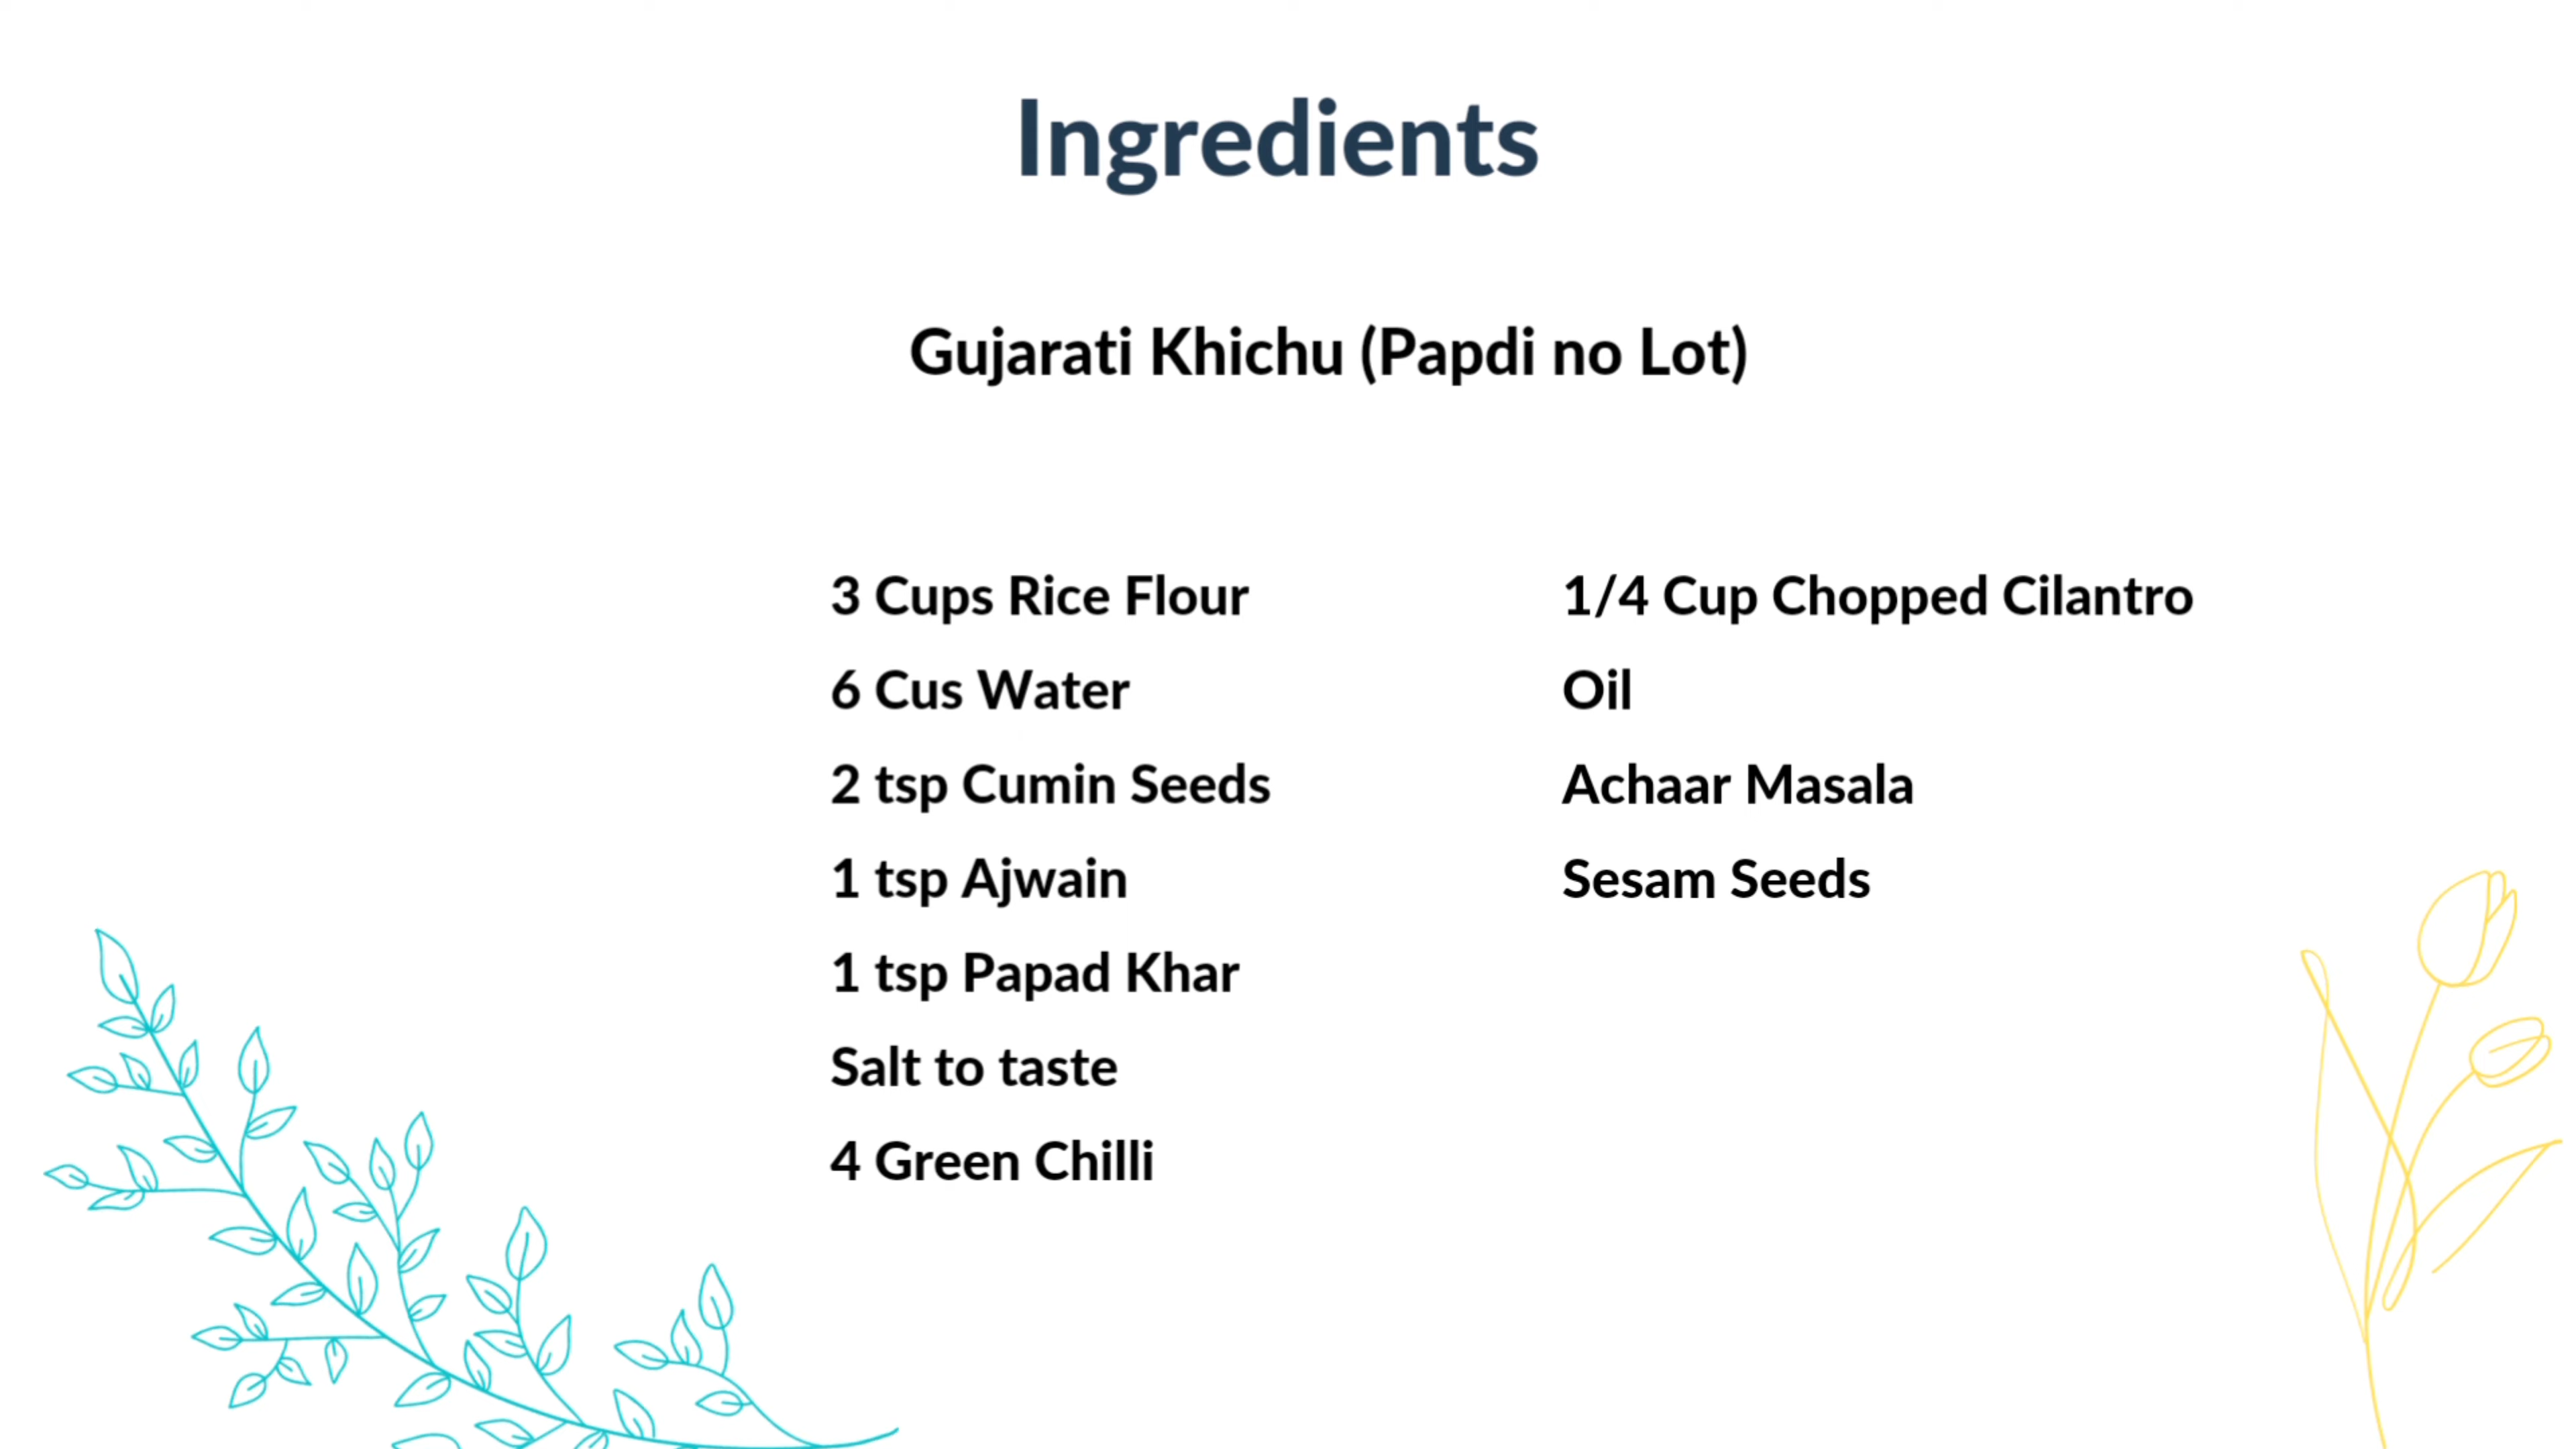 Ingredients
Gujarati Khichu (Papdi no Lot)
3 Cups Rice Flour
6 Cus Water
2 tsp Cumin Seeds
1 tsp Ajwain
1 tsp Papad Khar
Salt to taste
4 Green Chilli
1/4 Cup Chopped Cilantro
Oil
Achaar Masala
Sesam Seeds